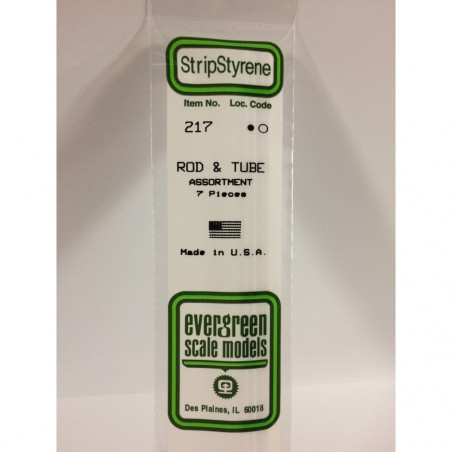 StripStyrene
Item No. Loc. Code
217
ROD & TUBE
ASSORTMENT
7 Pieces
Made in U.S.A.
evergreen
scale models
Des Plaines, IL 60018